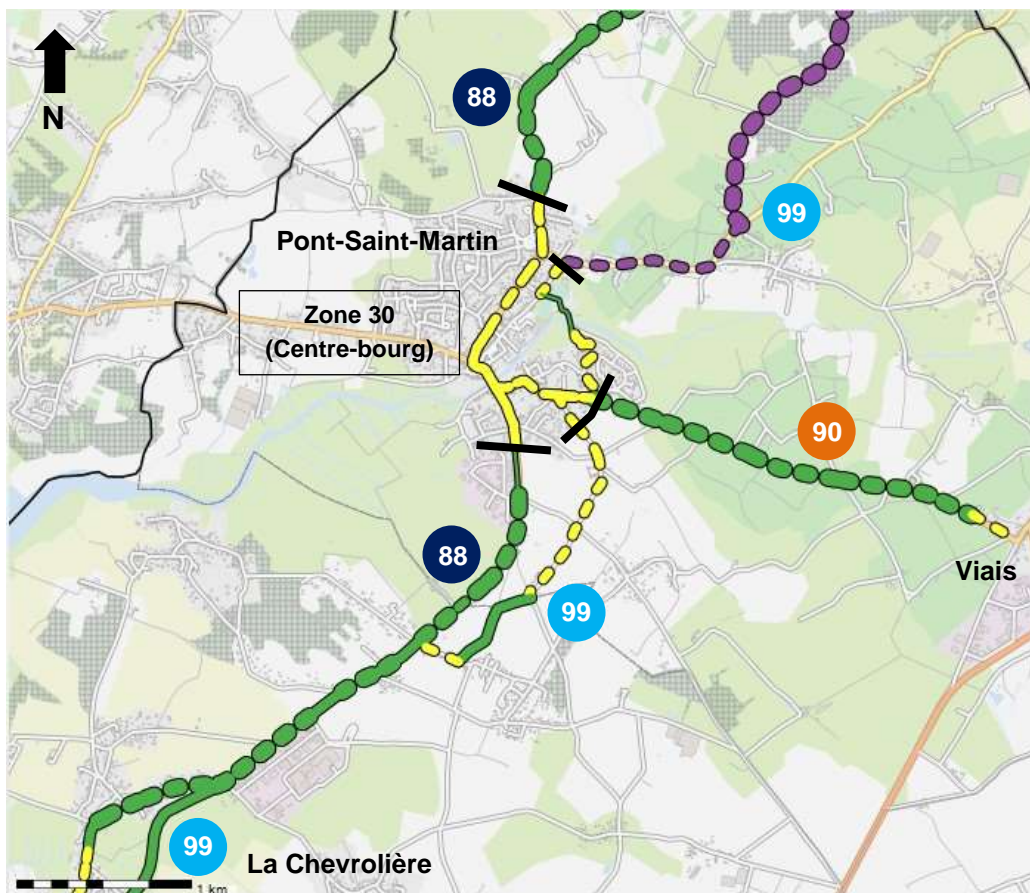 N
88
99
Pont-Saint-Martin
Zone 30
(Centre-bourg)
90
88
Viais
99
99
La Chevrolière
1 km